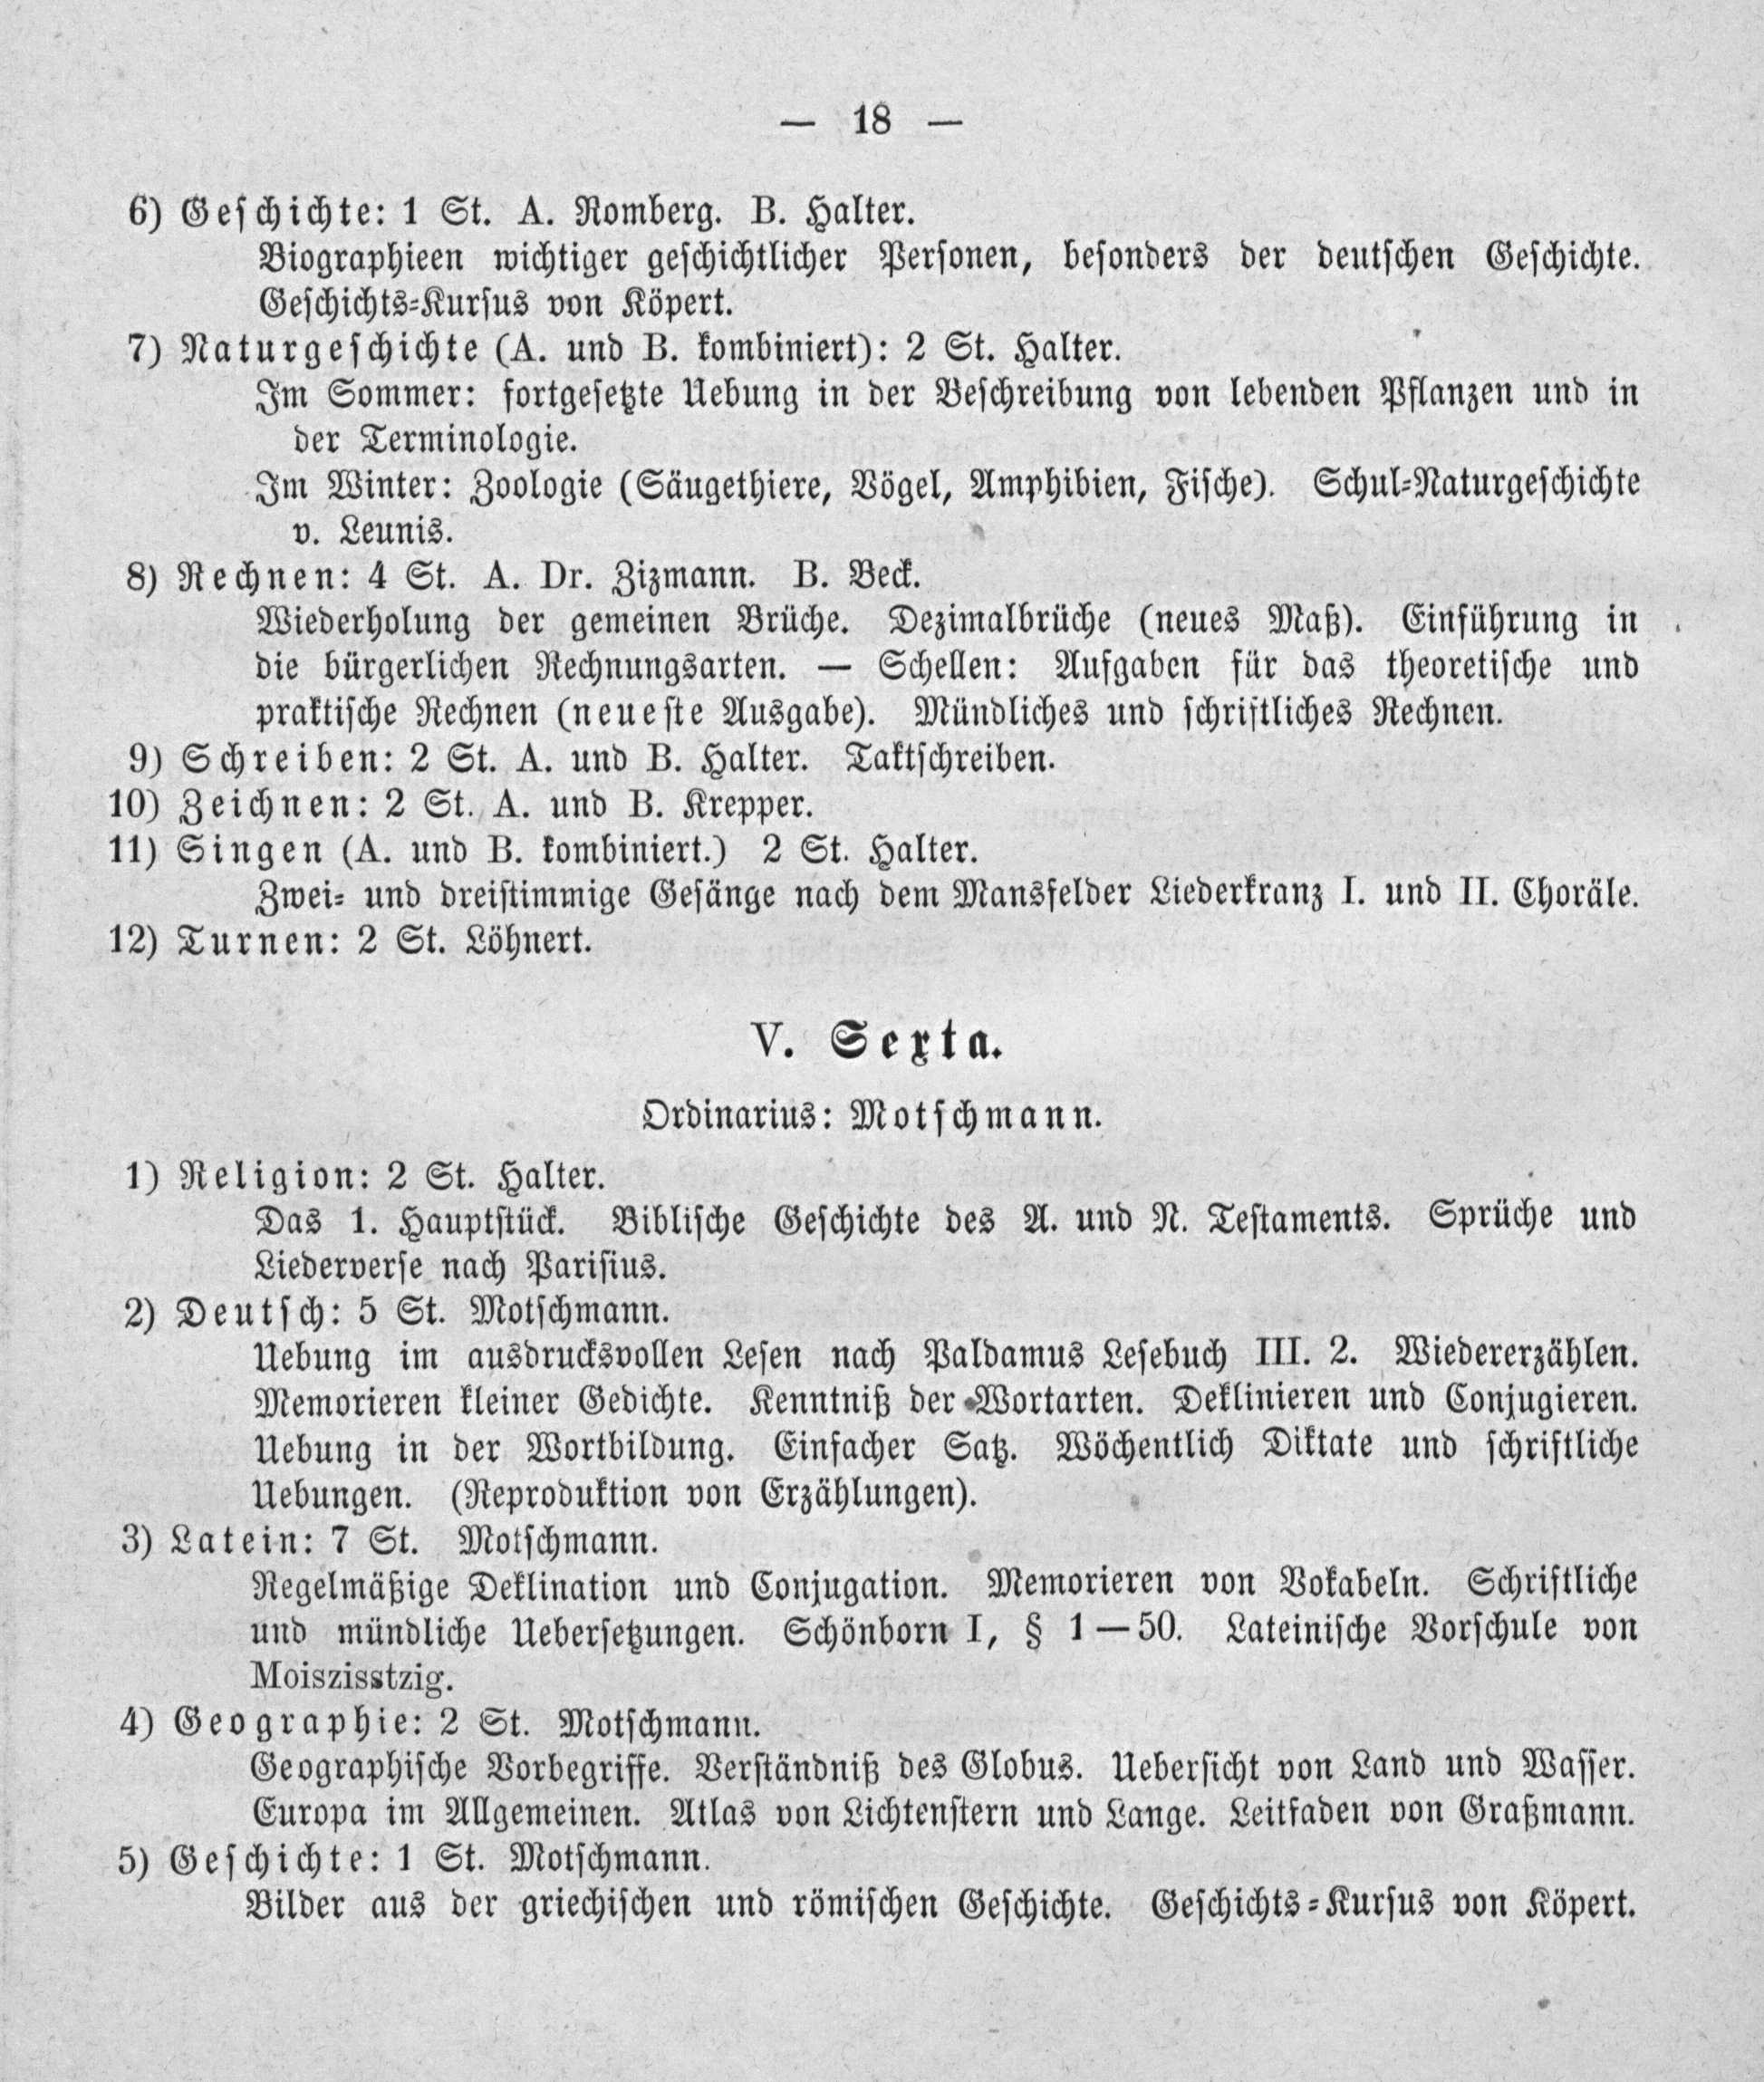 — 18 —
6) Geschichte: 1 St. A. Romberg. B. Halter.
Biographieen wichtiger geschichtlicher Personen, besonders der deutschen Geschichte.
Geschichts-Kursus von Köpert.
7) Naturgeschichte (A. und B. kombiniert): 2 St. Halter.
Im Sommer: fortgesetzte Uebung in der Beschreibung von lebenden Pflanzen und in
der Terminologie.
Im Winter: Zoologie (Säugethiere, Vögel, Amphibien, Fische). Schul-Naturgeschichte
v. Leunis.
8) Rechnen: 4 St. A. Dr. Zizmann. B. Beck.
Wiederholung der gemeinen Brüche. Dezimalbrüche (neues Maß). Einführung in
die bürgerlichen Rechnungsarten. — Schellen: Aufgaben für das theoretische und
praktische Rechnen (neueste Ausgabe). Mündliches und schriftliches Rechnen.
9) Schreiben: 2 St. A. und B. Halter. Taktschreiben.
10) Zeichnen: 2 St. A. und B. Krepper.
11) Singen (A. und B. kombiniert.) 2 St. Halter.
Zwei- und dreistimmige Gesänge nach dem Mansfelder Liederkranz I. und II. Choräle.
12) Turnen: 2 St. Löhnert.
V. Sexta.
Ordinarius: Motschmann.
1) Religion: 2 St. Halter.
Das 1. Hauptstück. Biblische Geschichte des A. und N. Testaments. Sprüche und
Liederverse nach Parisius.
2) Deutsch: 5 St. Motschmann.
Uebung im ausdrucksvollen Lesen nach Paldamus Lesebuch III. 2. Wiedererzählen.
Memorieren kleiner Gedichte. Kenntniß der Wortarten. Deklinieren und Conjugieren.
Uebung in der Wortbildung. Einfacher Satz. Wöchentlich Diktate und schriftliche
Uebungen. (Reproduktion von Erzählungen).
3) Latein: 7 St. Motschmann.
Regelmäßige Deklination und Conjugation. Memorieren von Vokabeln. Schriftliche
und mündliche Uebersetzungen. Schönborn I, § 1—50. Lateinische Vorschule von
Moiszisstzig.
4) Geographie: 2 St. Motschmann.
Geographische Vorbegriffe. Verständniß des Globus. Uebersicht von Land und Wasser.
Europa im Allgemeinen. Atlas von Lichtenstern und Lange. Leitfaden von Graßmann.
5) Geschichte: 1 St. Motschmann.
Bilder aus der griechischen und römischen Geschichte. Geschichts-Kursus von Köpert.